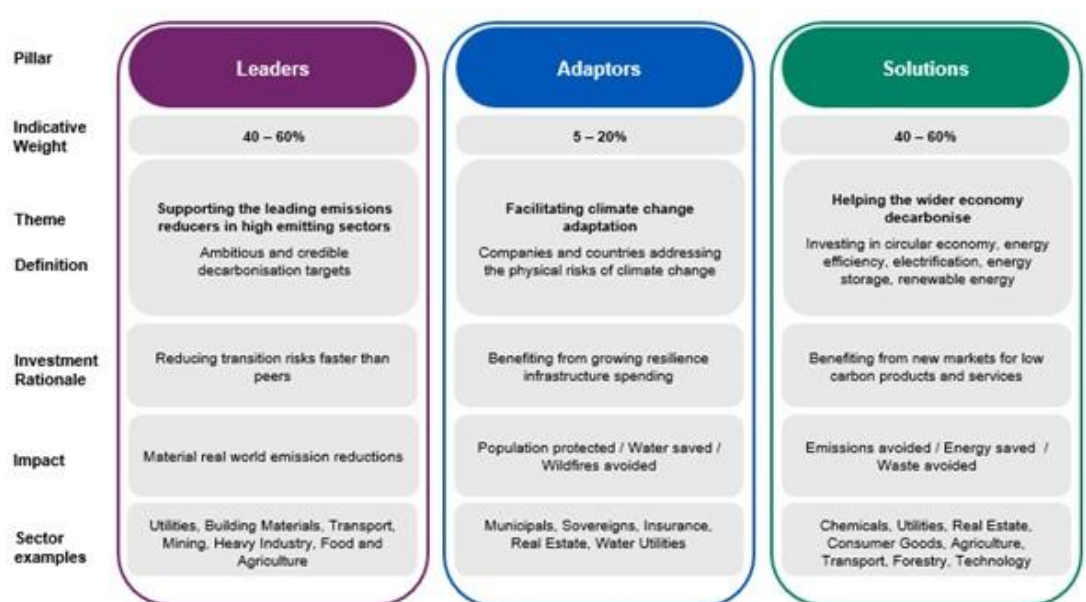 Pillar
Leaders
Adaptors
Solutions
Indicative
Weight
40 – 60%
5 – 20%
40 – 60%
Theme
Supporting the leading emissions
reducers in high emitting sectors
Facilitating climate change
adaptation
Helping the wider economy
decarbonise
Definition
Ambitious and credible
decarbonisation targets
Companies and countries addressing
the physical risks of climate change
Investing in circular economy, energy
efficiency, electrification, energy
storage, renewable energy
Investment
Rationale
Reducing transition risks faster than
peers
Benefiting from growing resilience
infrastructure spending
Benefiting from new markets for low
carbon products and services
Impact
Material real world emission reductions
Population protected / Water saved /
Wildfires avoided
Emissions avoided / Energy saved /
Waste avoided
Sector
examples
Utilities, Building Materials, Transport,
Mining, Heavy Industry, Food and
Agriculture
Municipals, Sovereigns, Insurance,
Real Estate, Water Utilities
Chemicals, Utilities, Real Estate,
Consumer Goods, Agriculture,
Transport, Forestry, Technology